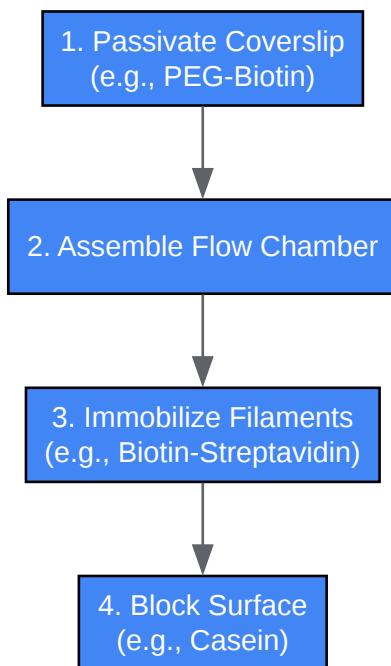 1. Passivate Coverslip
(e.g., PEG-Biotin)
2. Assemble Flow Chamber
3. Immobilize Filaments
(e.g., Biotin-Streptavidin)
4. Block Surface
(e.g., Casein)